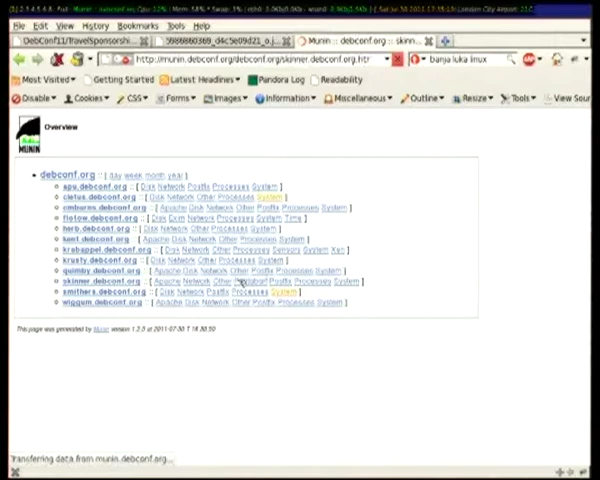 File Edit View History Bookmarks Tools London Help
DebConf11/TravelSponsorshi...
5986860369_d4c5e09d21_o.j...
Munin :: debconf.org :: skinn...
http://munin.debconf.org/debconf.org/skinner.debconf.org.htm
banja luka linux
Most Visited Getting Started Latest Headlines Pandora Log Readability
Disable Cookies CSS Forms Images Information Miscellaneous Outline Resize Tools View Sour
Overview
MUNIN
debconf.org :: [ day week month year ]
apu.debconf.org :: [ Disk Network Postfix Processes System ]
cletus.debconf.org :: [ Disk Network Other Processes System ]
cmburns.debconf.org :: [ Apache Disk Network Other Postfix Processes System ]
:: [ Disk Exim Network Processes System Time ]
herb.debconf.org :: [ Disk Network Other Processes System ]
kent.debconf.org :: [ Apache Disk Network Other Processes System ]
krabappel.debconf.org :: [ Disk Network Other Processes Sensors System Xen ]
krusty.debconf.org :: [ Disk Network Other Processes System ]
quimby.debconf.org :: [ Apache Disk Network Other Postfix Processes System ]
skinner.debconf.org :: [ Apache Network Other Postfix Processes System ]
smithers.debconf.org :: [ Disk Network Postfix Processes System ]
wiggum.debconf.org :: [ Apache Disk Network Other Postfix Processes System ]
This page was generated by Munin version 1.2.5 at 2011-07-30
Transferring data from munin.debconf.org...